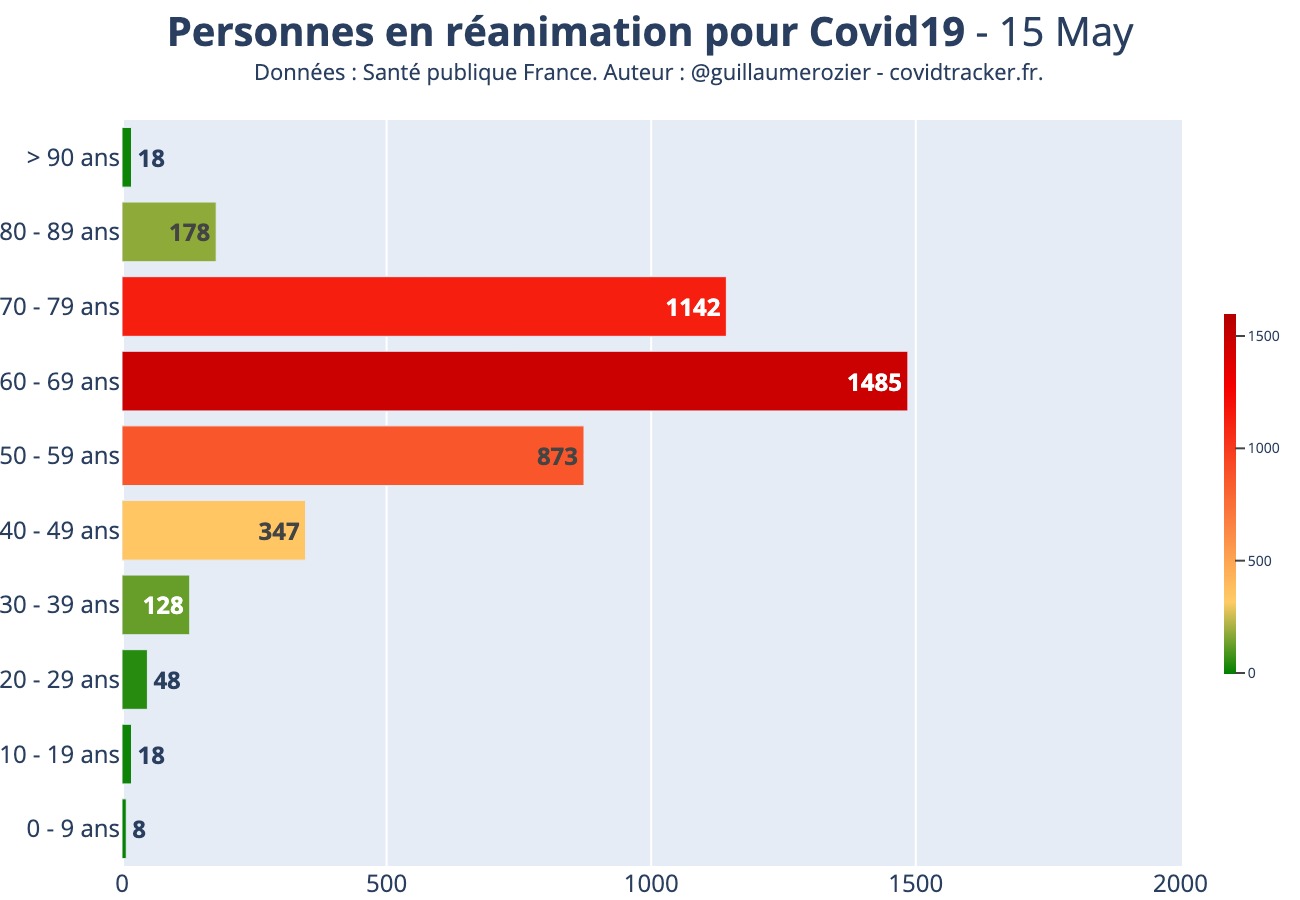 Personnes en réanimation pour Covid19 - 15 May
Données : Santé publique France. Auteur : @guillaumerozier - covidtracker.fr.
> 90 ans 18
80 - 89 ans 178
70 - 79 ans 1142
60 - 69 ans 1485
50 - 59 ans 873
40 - 49 ans 347
30 - 39 ans 128
20 - 29 ans 48
10 - 19 ans 18
0 - 9 ans 8
0 500 1000 1500 2000
1500
1000
500
0